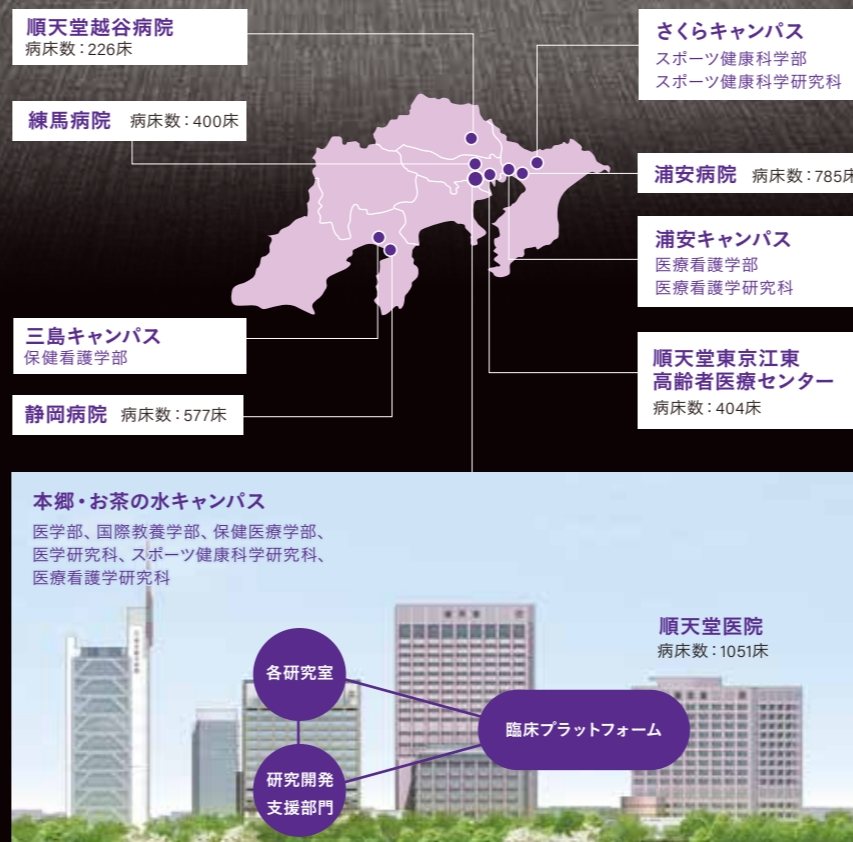 順天堂越谷病院
病床数：226床
練馬病院 病床数：400床
三島キャンパス
保健看護学部
静岡病院 病床数：577床
さくらキャンパス
スポーツ健康科学部
スポーツ健康科学研究科
浦安病院 病床数：785床
浦安キャンパス
医療看護学部
医療看護学研究科
順天堂東京江東
高齢者医療センター
病床数：404床
本郷・お茶の水キャンパス
医学部、国際教養学部、保健医療学部、
医学研究科、スポーツ健康科学研究科、
医療看護学研究科
順天堂医院
病床数：1051床
各研究室
臨床プラットフォーム
研究開発
支援部門